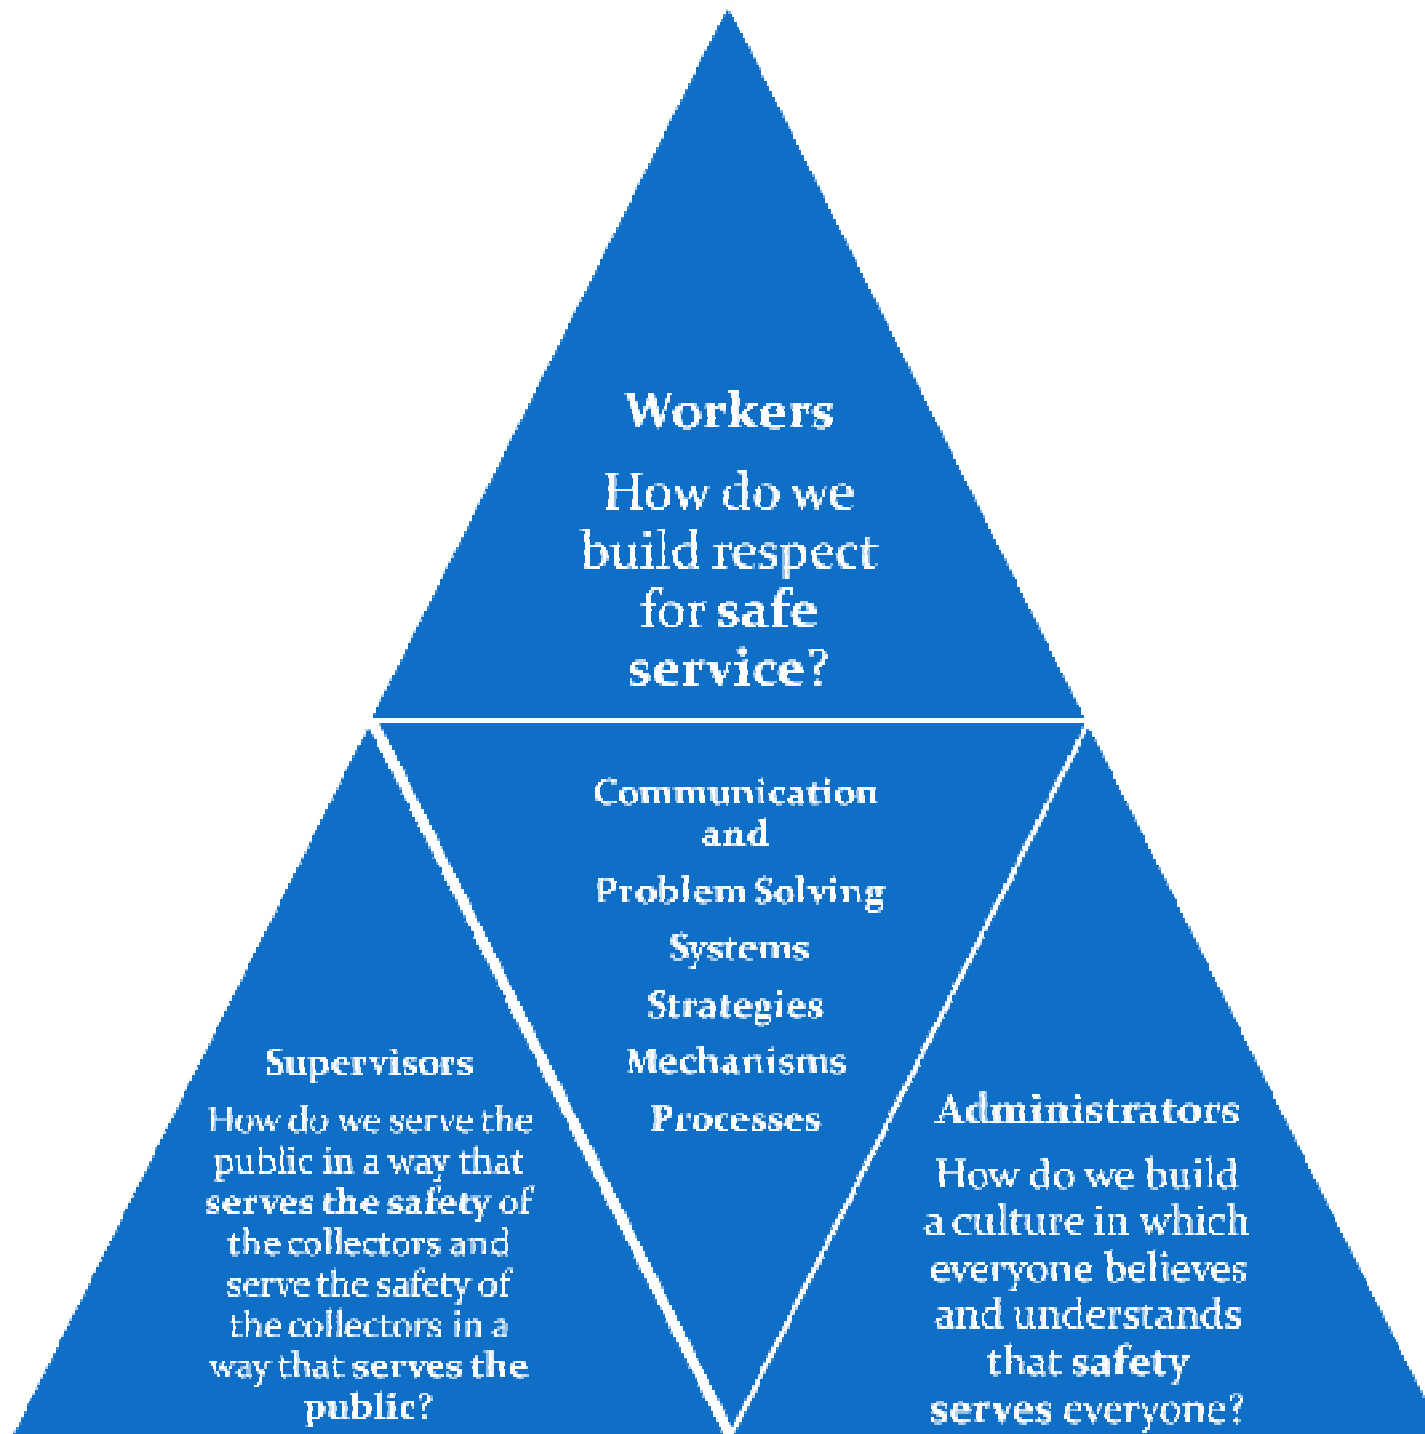 Workers
How do we
build respect
for safe
service?
Communication
and
Problem Solving
Systems
Strategies
Mechanisms
Processes
Supervisors
How do we serve the
public in a way that
serves the safety of
the collectors and
serve the safety of
the collectors in a
way that serves the
public?
Administrators
How do we build
a culture in which
everyone believes
and understands
that safety
serves everyone?